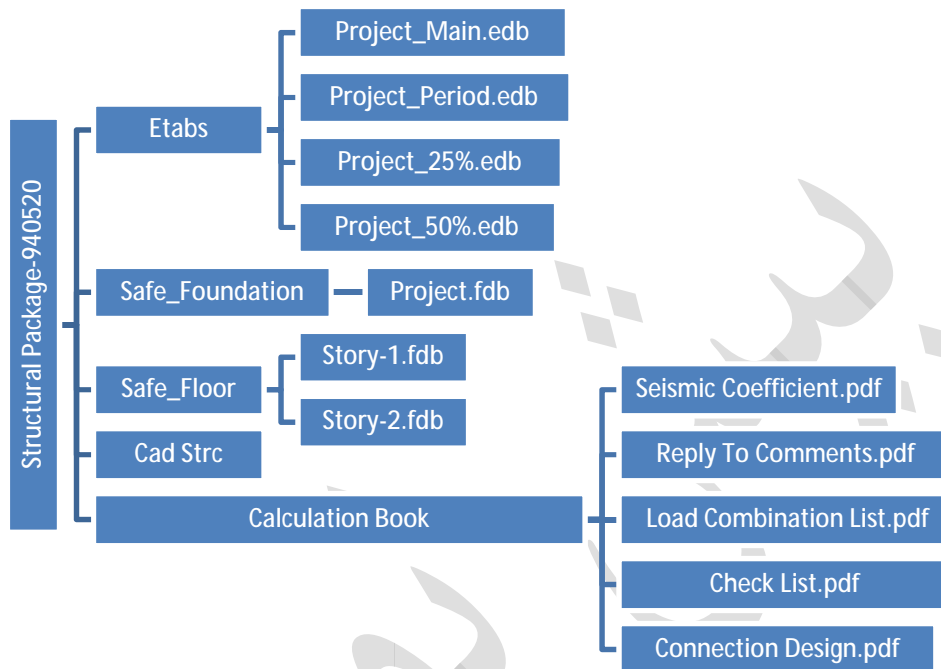 Structural Package-940520
Etabs
Project_Main.edb
Project_Period.edb
Project_25%.edb
Project_50%.edb
Safe_Foundation
Project.fdb
Safe_Floor
Story-1.fdb
Story-2.fdb
Cad Strc
Calculation Book
Seismic Coefficient.pdf
Reply To Comments.pdf
Load Combination List.pdf
Check List.pdf
Connection Design.pdf